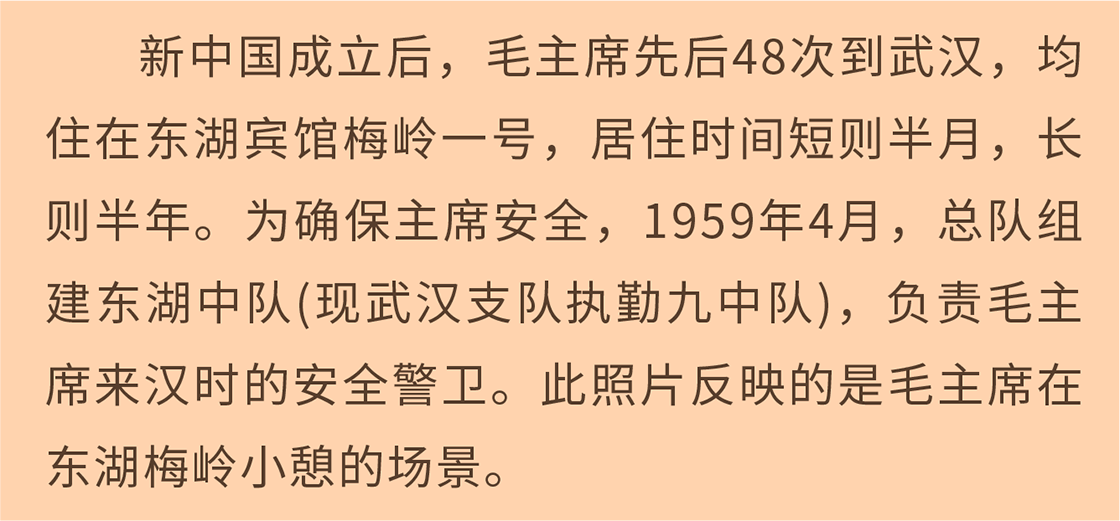 新中国成立后，毛主席先后48次到武汉，均
住在东湖宾馆梅岭一号，居住时间短则半月，长
则半年。为确保主席安全，1959年4月，总队组
建东湖中队(现武汉支队执勤九中队)，负责毛主
席来汉时的安全警卫。此照片反映的是毛主席在
东湖梅岭小憩的场景。